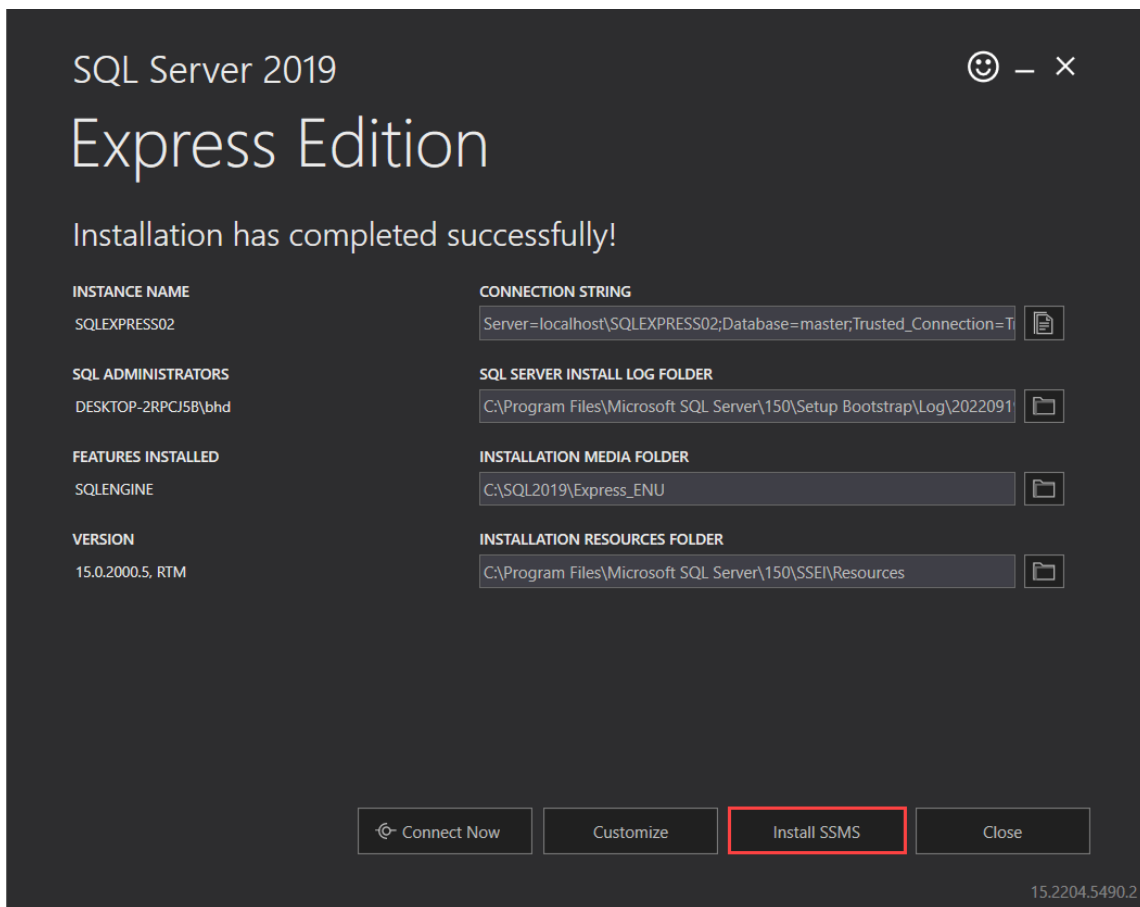 SQL Server 2019
Express Edition
Installation has completed successfully!
INSTANCE NAME
SQLEXPRESS02
CONNECTION STRING
Server=localhost\SQLEXPRESS02;Database=master;Trusted_Connection=T
SQL ADMINISTRATORS
DESKTOP-2RPCJ5B\bhd
SQL SERVER INSTALL LOG FOLDER
C:\Program Files\Microsoft SQL Server\150\Setup Bootstrap\Log\2022091
FEATURES INSTALLED
SQLENGINE
INSTALLATION MEDIA FOLDER
C:\SQL2019\Express_ENU
VERSION
15.0.2000.5, RTM
INSTALLATION RESOURCES FOLDER
C:\Program Files\Microsoft SQL Server\150\SSEI\Resources
Connect Now
Customize
Install SSMS
Close
15.2204.5490.2